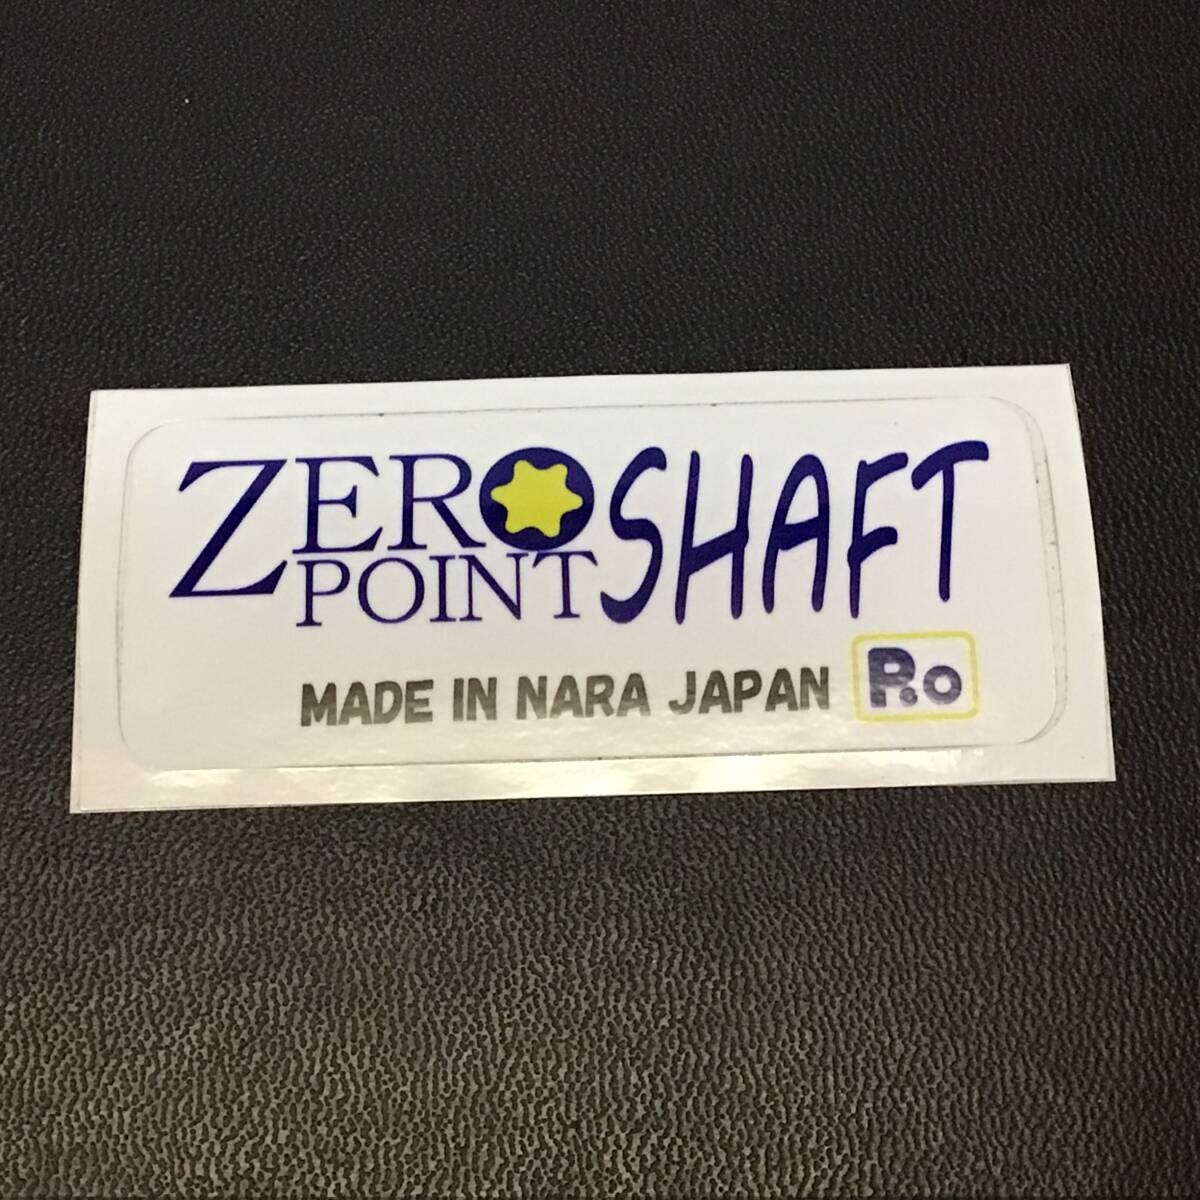 ZERO SHAFT
POINT
MADE IN NARA JAPAN P.o